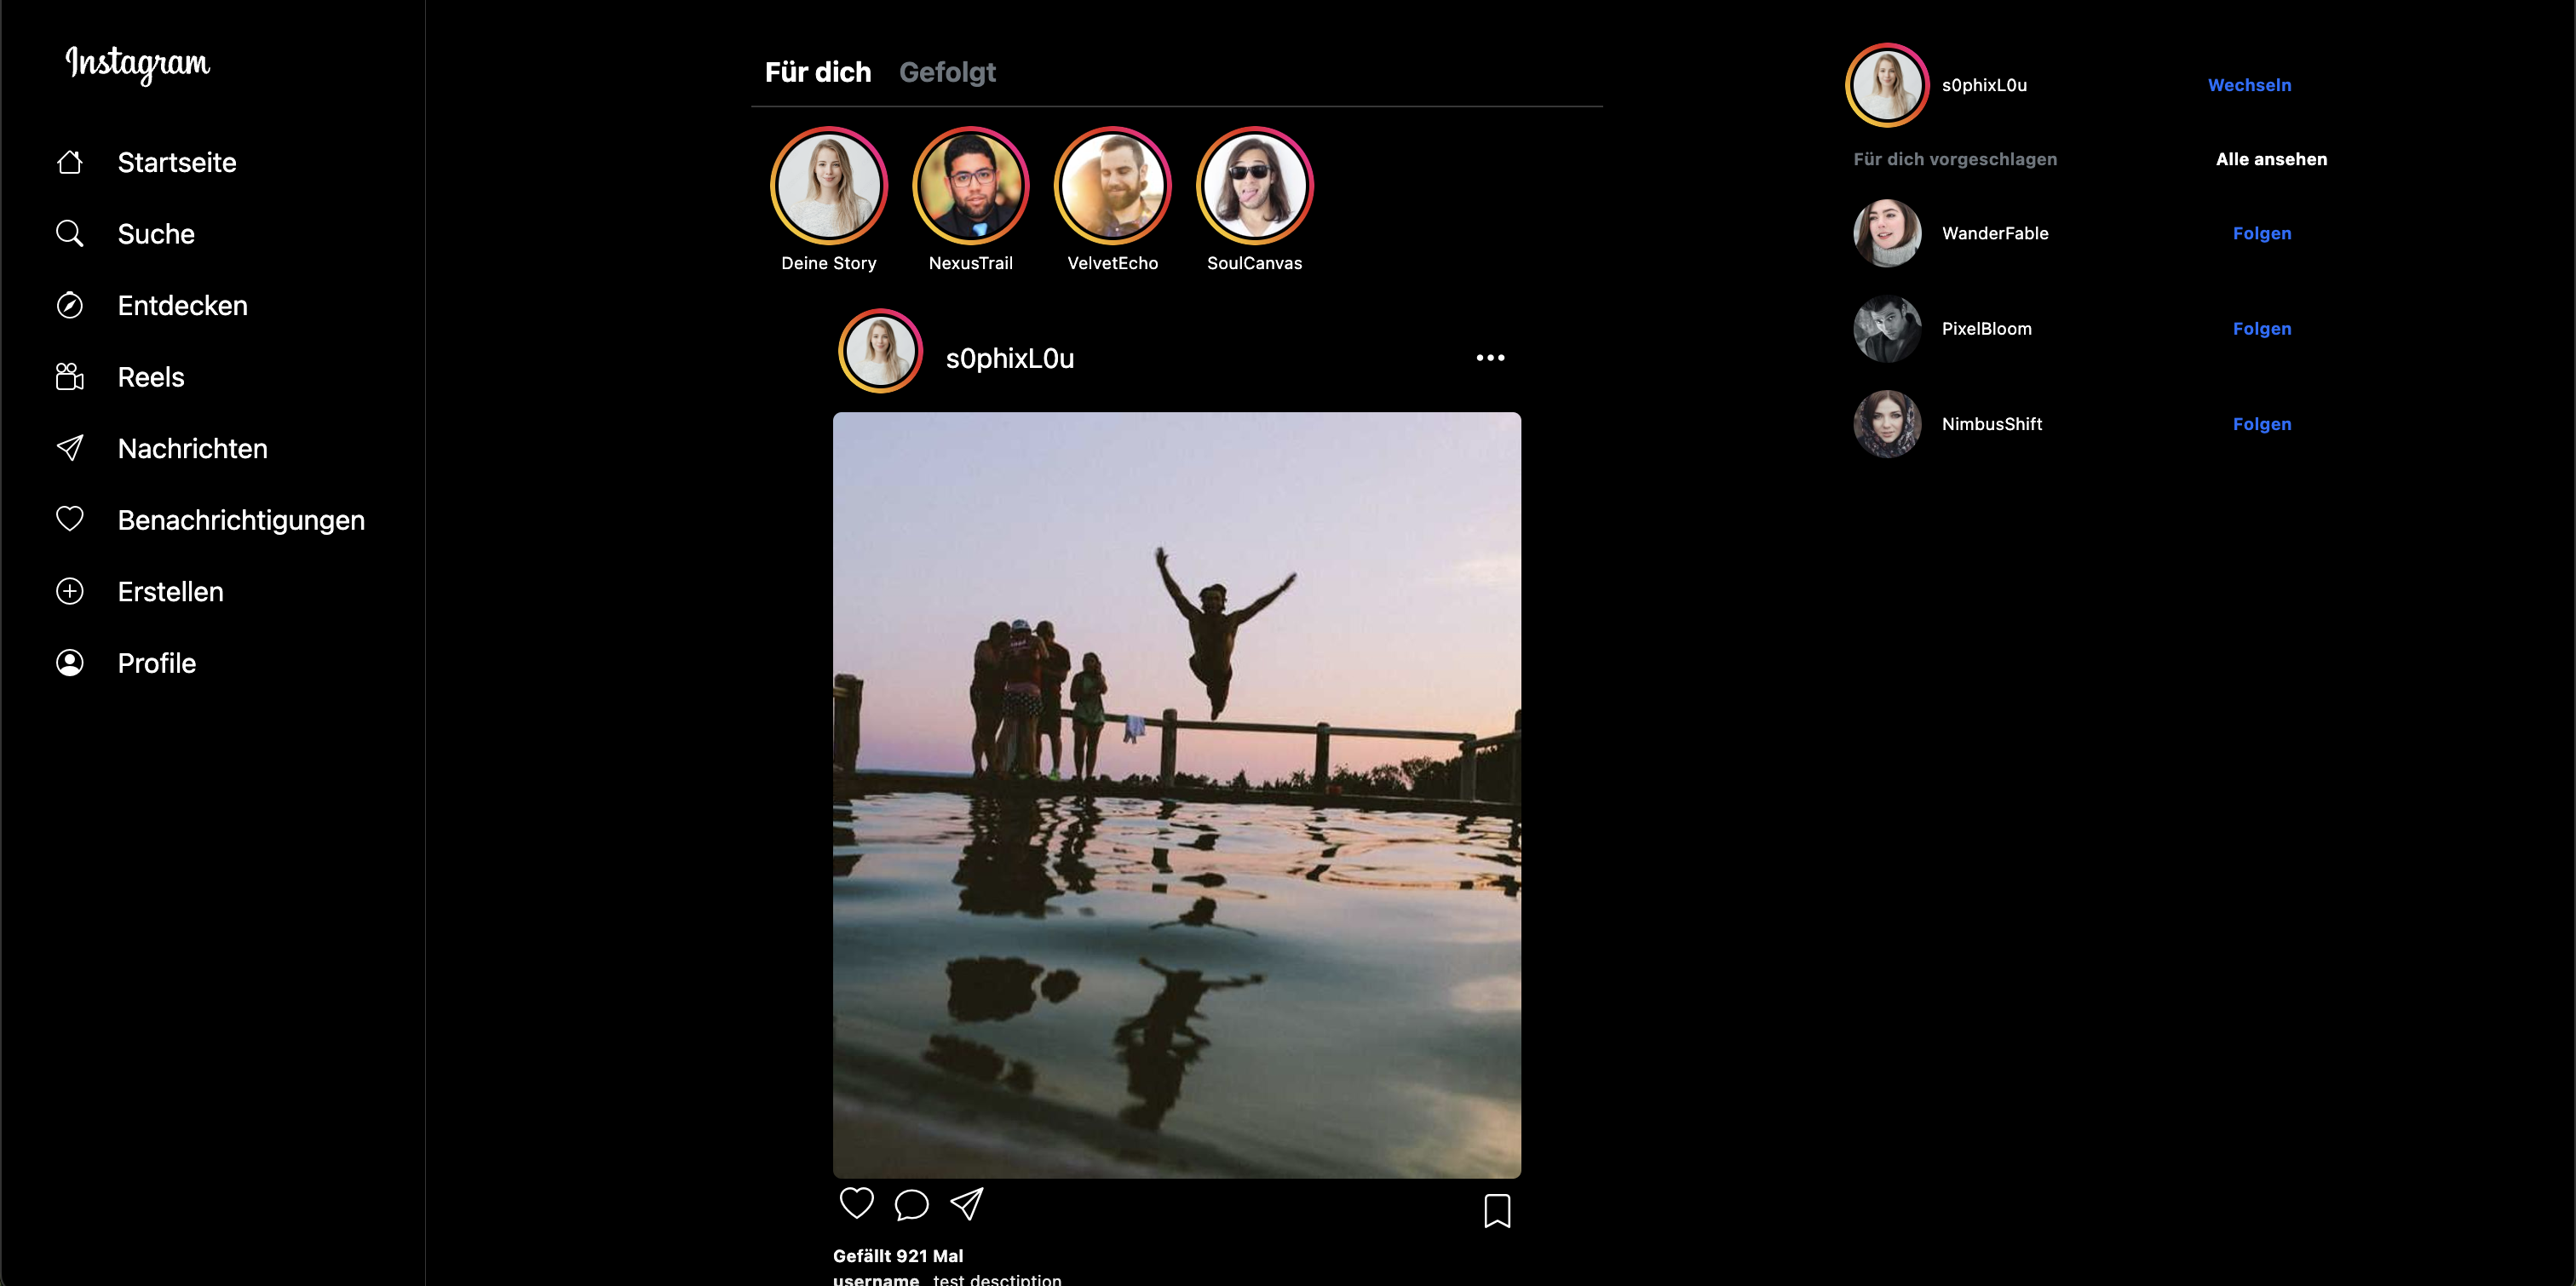 Instagram
Startseite
Suche
Entdecken
Reels
Nachrichten
Benachrichtigungen
Erstellen
Profile
Für dich Gefolgt
Deine Story NexusTrail VelvetEcho SoulCanvas
s0phixL0u
Gefällt 921 Mal
username test desctiption
s0phixL0u Wechseln
Für dich vorgeschlagen Alle ansehen
WanderFable Folgen
PixelBloom Folgen
NimbusShift Folgen